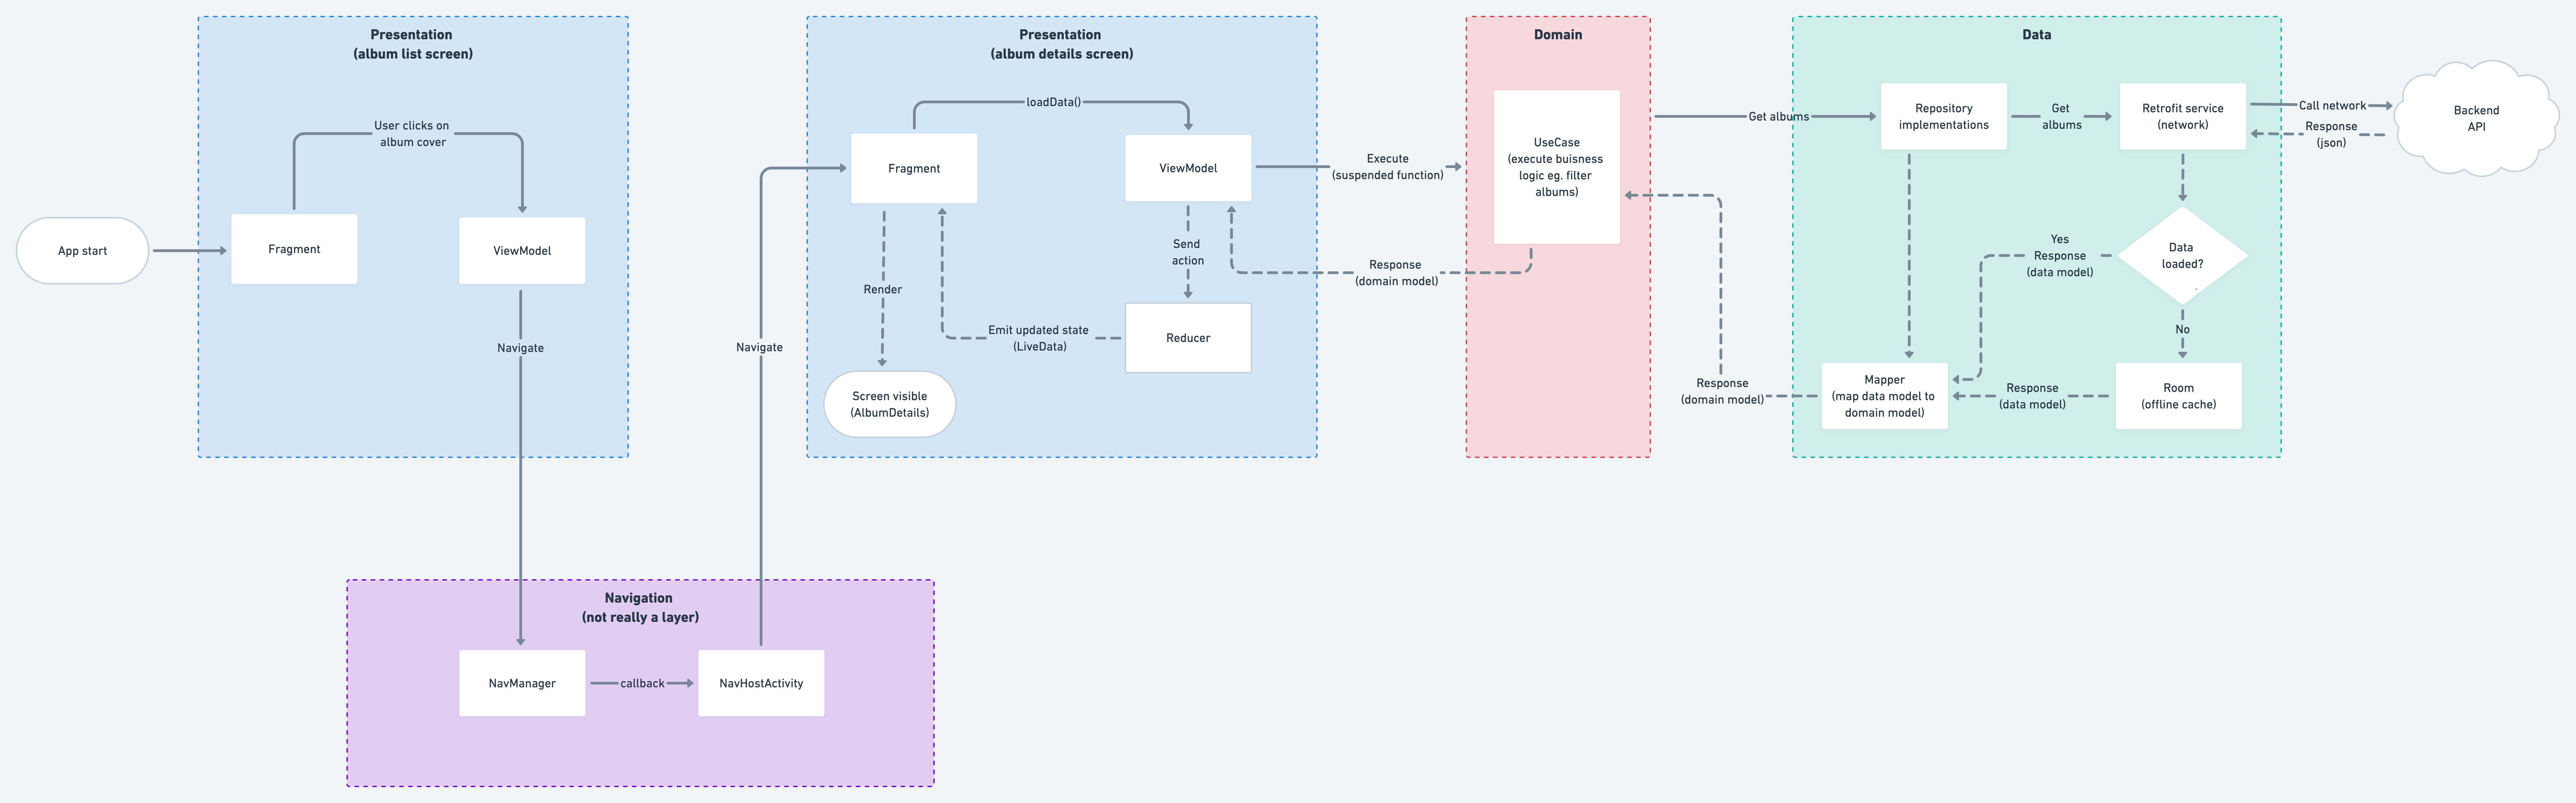 Presentation
(album list screen)
User clicks on
album cover
App start
Fragment
ViewModel
Navigate
Navigation
(not really a layer)
NavManager
callback
NavHostActivity
Navigate
Presentation
(album details screen)
loadData()
Fragment
ViewModel
Send
action
Render
Emit updated state
(LiveData)
Reducer
Screen visible
(AlbumDetails)
Execute
(suspended function)
Response
(domain model)
Domain
UseCase
(execute buisness
logic eg. filter
albums)
Get albums
Response
(domain model)
Data
Repository
implementations
Get
albums
Retrofit service
(network)
Call network
Response
(json)
Backend
API
Data
loaded?
Yes
Response
(data model)
No
Mapper
(map data model to
domain model)
Response
(data model)
Room
(offline cache)